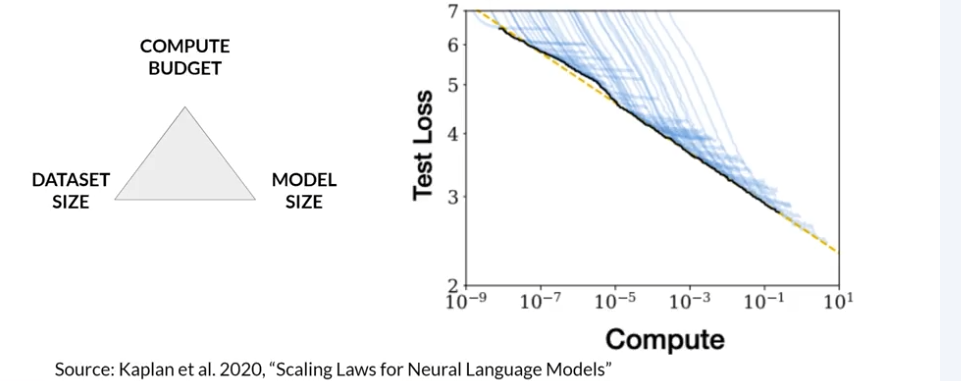 COMPUTE
BUDGET
DATASET
SIZE
MODEL
SIZE
Test Loss
7
6
5
4
3
2
10⁻⁹ 10⁻⁷ 10⁻⁵ 10⁻³ 10⁻¹ 10¹
Compute
Source: Kaplan et al. 2020, “Scaling Laws for Neural Language Models”